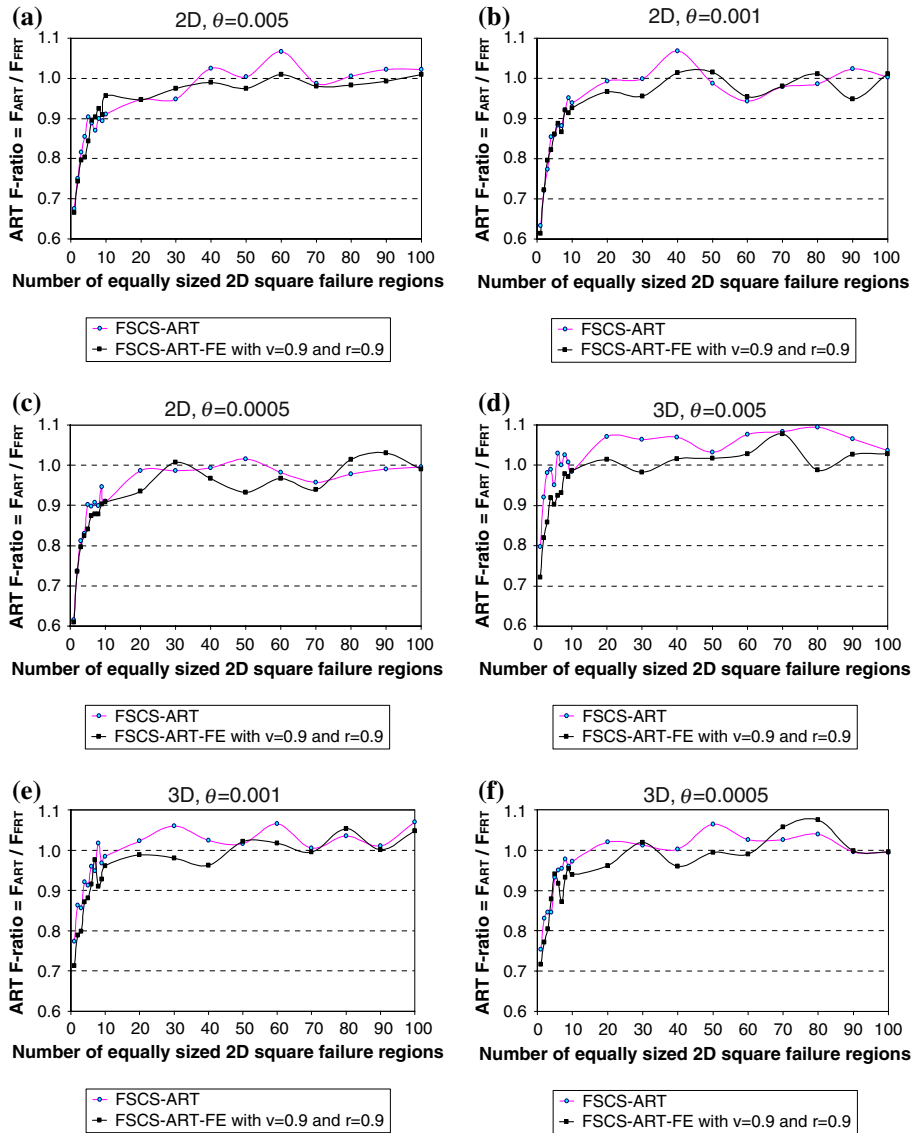 (a)
2D, θ=0.005
ART F-ratio = FART / FFRT
1.1
1.0
0.9
0.8
0.7
0.6
0 10 20 30 40 50 60 70 80 90 100
Number of equally sized 2D square failure regions
FSCS-ART
FSCS-ART-FE with v=0.9 and r=0.9
(b)
2D, θ=0.001
ART F-ratio = FART / FFRT
1.1
1.0
0.9
0.8
0.7
0.6
0 10 20 30 40 50 60 70 80 90 100
Number of equally sized 2D square failure regions
FSCS-ART
FSCS-ART-FE with v=0.9 and r=0.9
(c)
2D, θ=0.0005
ART F-ratio = FART / FFRT
1.1
1.0
0.9
0.8
0.7
0.6
0 10 20 30 40 50 60 70 80 90 100
Number of equally sized 2D square failure regions
FSCS-ART
FSCS-ART-FE with v=0.9 and r=0.9
(d)
3D, θ=0.005
ART F-ratio = FART / FFRT
1.1
1.0
0.9
0.8
0.7
0.6
0 10 20 30 40 50 60 70 80 90 100
Number of equally sized 2D square failure regions
FSCS-ART
FSCS-ART-FE with v=0.9 and r=0.9
(e)
3D, θ=0.001
ART F-ratio = FART / FFRT
1.1
1.0
0.9
0.8
0.7
0.6
0 10 20 30 40 50 60 70 80 90 100
Number of equally sized 2D square failure regions
FSCS-ART
FSCS-ART-FE with v=0.9 and r=0.9
(f)
3D, θ=0.0005
ART F-ratio = FART / FFRT
1.1
1.0
0.9
0.8
0.7
0.6
0 10 20 30 40 50 60 70 80 90 100
Number of equally sized 2D square failure regions
FSCS-ART
FSCS-ART-FE with v=0.9 and r=0.9